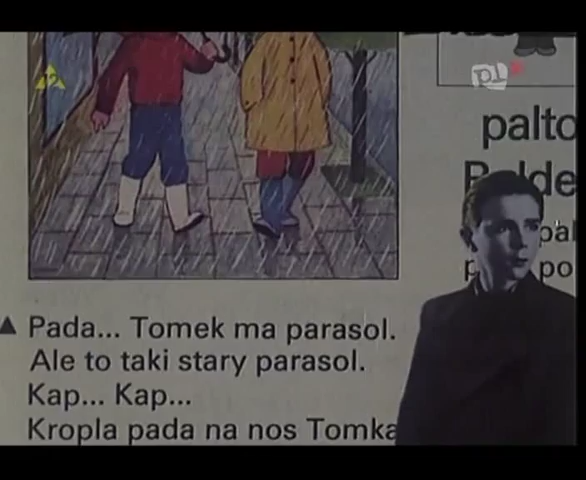 palto
▲ Pada... Tomek ma parasol.
Ale to taki stary parasol.
Kap... Kap...
Kropla pada na nos Tomka